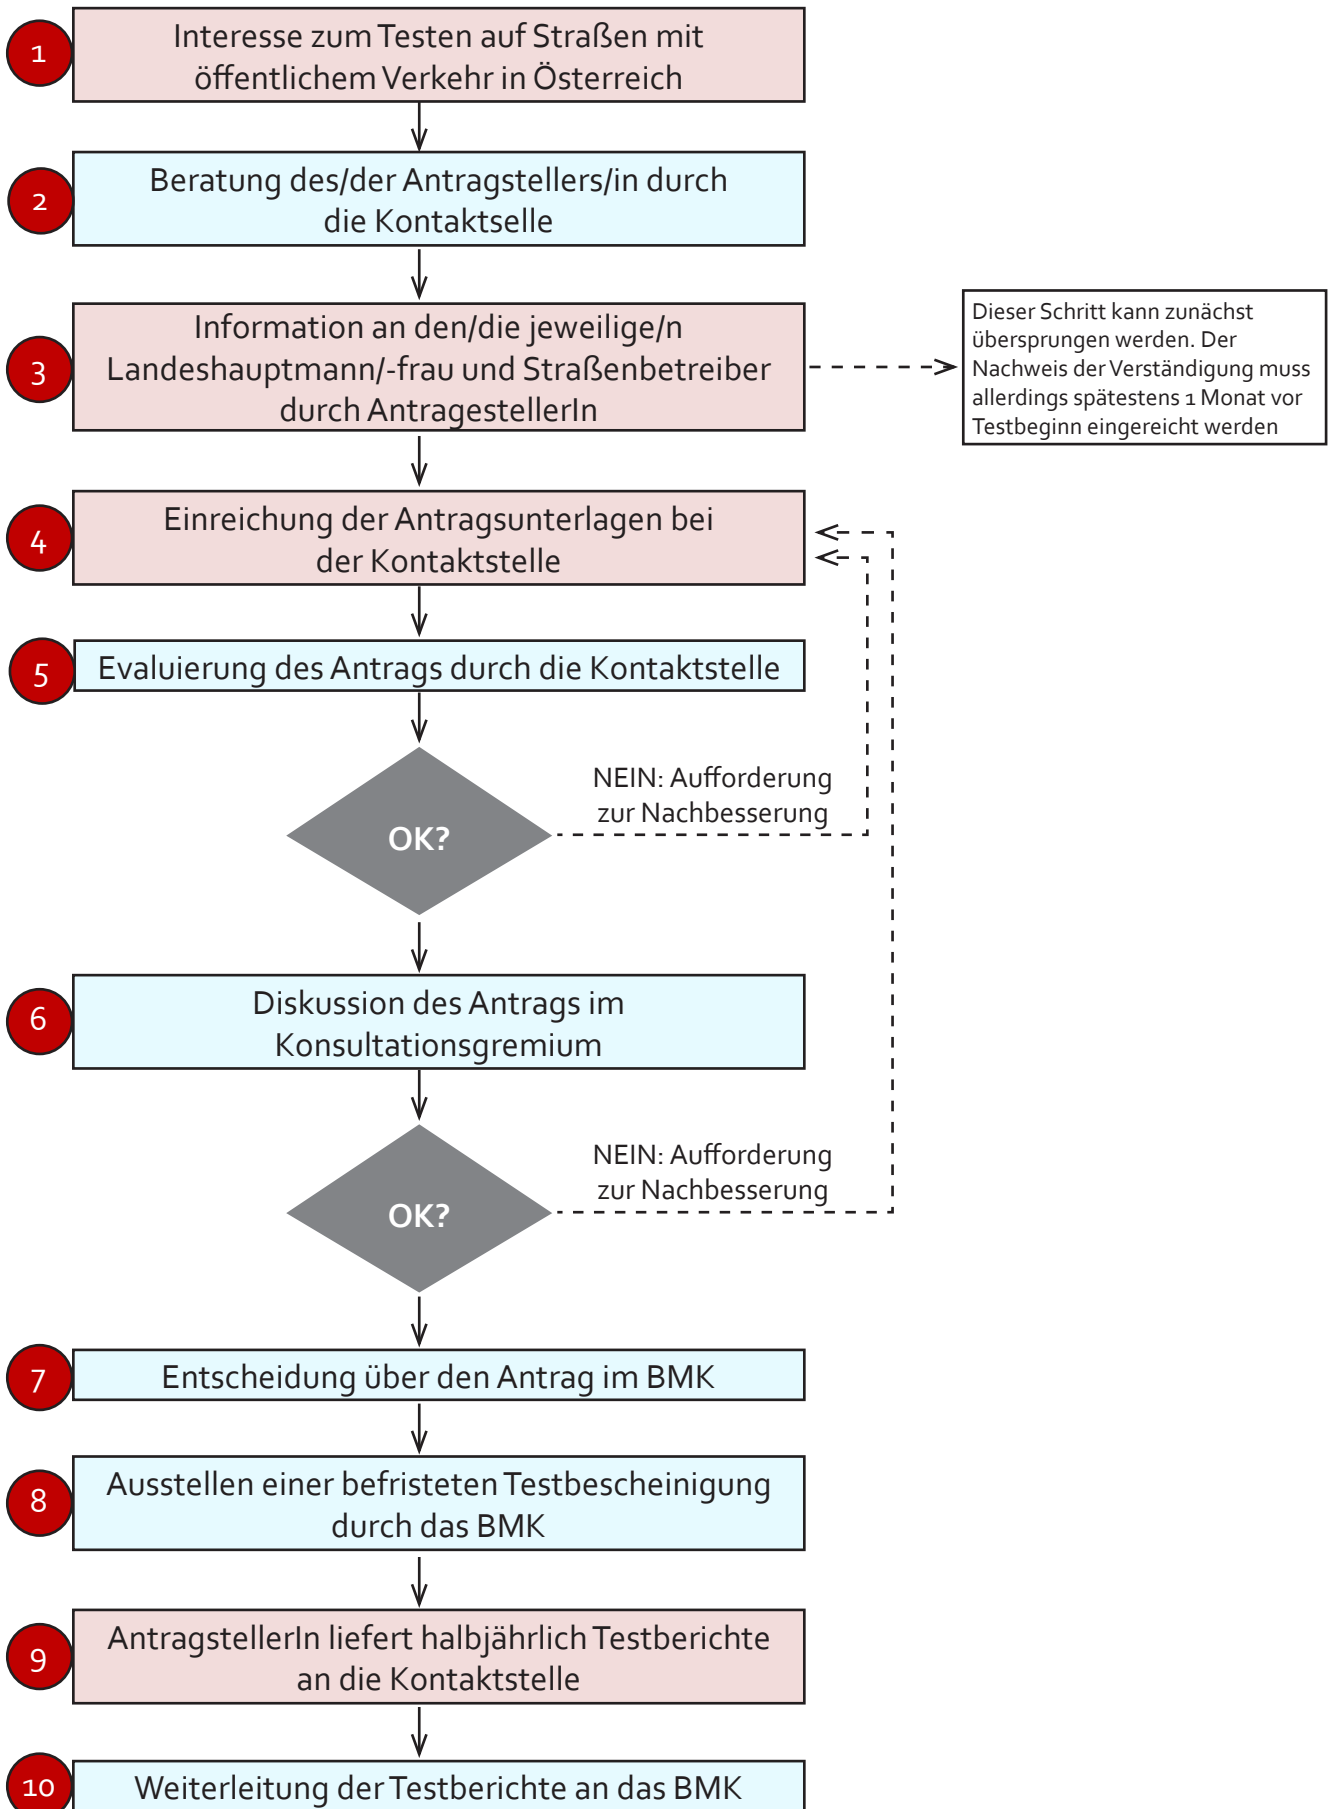 1
Interesse zum Testen auf Straßen mit
öffentlichem Verkehr in Österreich
2
Beratung des/der Antragstellers/in durch
die Kontaktselle
3
Information an den/die jeweilige/n
Landeshauptmann/-frau und Straßenbetreiber
durch AntragestellerIn
Dieser Schritt kann zunächst
übersprungen werden. Der
Nachweis der Verständigung muss
allerdings spätestens 1 Monat vor
Testbeginn eingereicht werden
4
Einreichung der Antragsunterlagen bei
der Kontaktstelle
5
Evaluierung des Antrags durch die Kontaktstelle
OK?
NEIN: Aufforderung
zur Nachbesserung
6
Diskussion des Antrags im
Konsultationsgremium
OK?
NEIN: Aufforderung
zur Nachbesserung
7
Entscheidung über den Antrag im BMK
8
Ausstellen einer befristeten Testbescheinigung
durch das BMK
9
AntragstellerIn liefert halbjährlich Testberichte
an die Kontaktstelle
10
Weiterleitung der Testberichte an das BMK